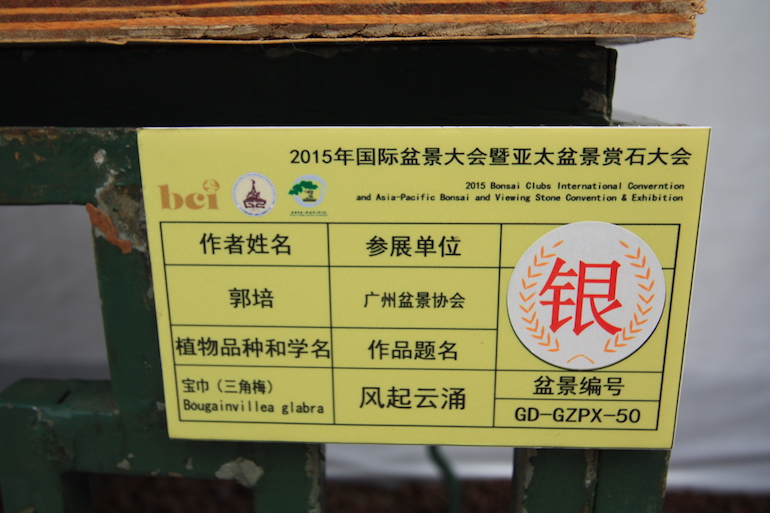 2015年国际盆景大会暨亚太盆景赏石大会
bci
2015 Bonsai Clubs International Converntion
and Asia-Pacific Bonsai and Viewing Stone Convention & Exhibition
作者姓名
参展单位
郭培
广州盆景协会
银
植物品种和学名
作品题名
宝巾（三角梅）
Bougainvillea glabra
风起云涌
盆景编号
GD-GZPX-50